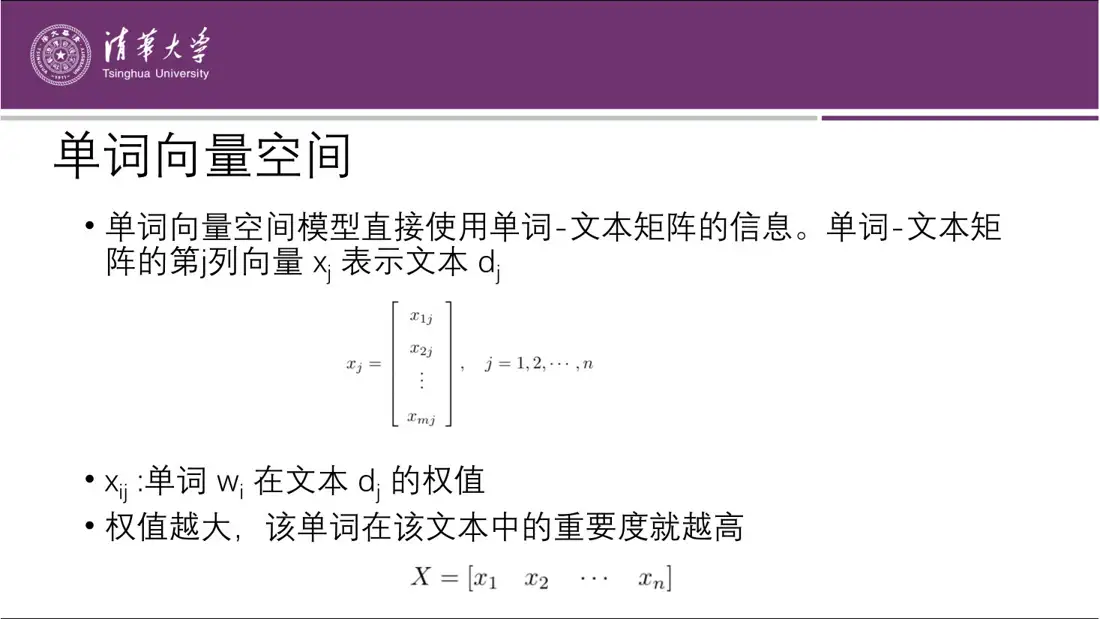 清华大学
Tsinghua University
单词向量空间
• 单词向量空间模型直接使用单词-文本矩阵的信息。单词-文本矩
阵的第j列向量 xj 表示文本 dj
x1j
x2j
xj = ⋮ , j = 1, 2, ⋯ , n
xmj
• xij :单词 wi 在文本 dj 的权值
• 权值越大，该单词在该文本中的重要度就越高
X = [x1 x2 ⋯ xn]